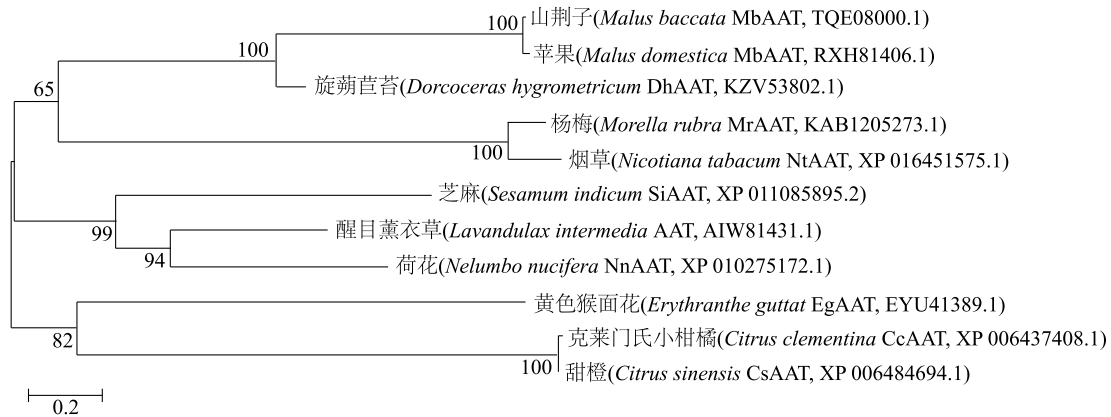 100
山荆子(Malus baccata MbAAT, TQE08000.1)
100
苹果(Malus domestica MbAAT, RXH81406.1)
65
旋蒴苣苔(Dorcoceras hygrometricum DhAAT, KZV53802.1)
杨梅(Morella rubra MrAAT, KAB1205273.1)
100
烟草(Nicotiana tabacum NtAAT, XP 016451575.1)
芝麻(Sesamum indicum SiAAT, XP 011085895.2)
99
醒目薰衣草(Lavandulax intermedia AAT, AIW81431.1)
94
荷花(Nelumbo nucifera NnAAT, XP 010275172.1)
黄色猴面花(Erythranthe guttat EgAAT, EYU41389.1)
82
克莱门氏小柑橘(Citrus clementina CcAAT, XP 006437408.1)
100
甜橙(Citrus sinensis CsAAT, XP 006484694.1)
0.2